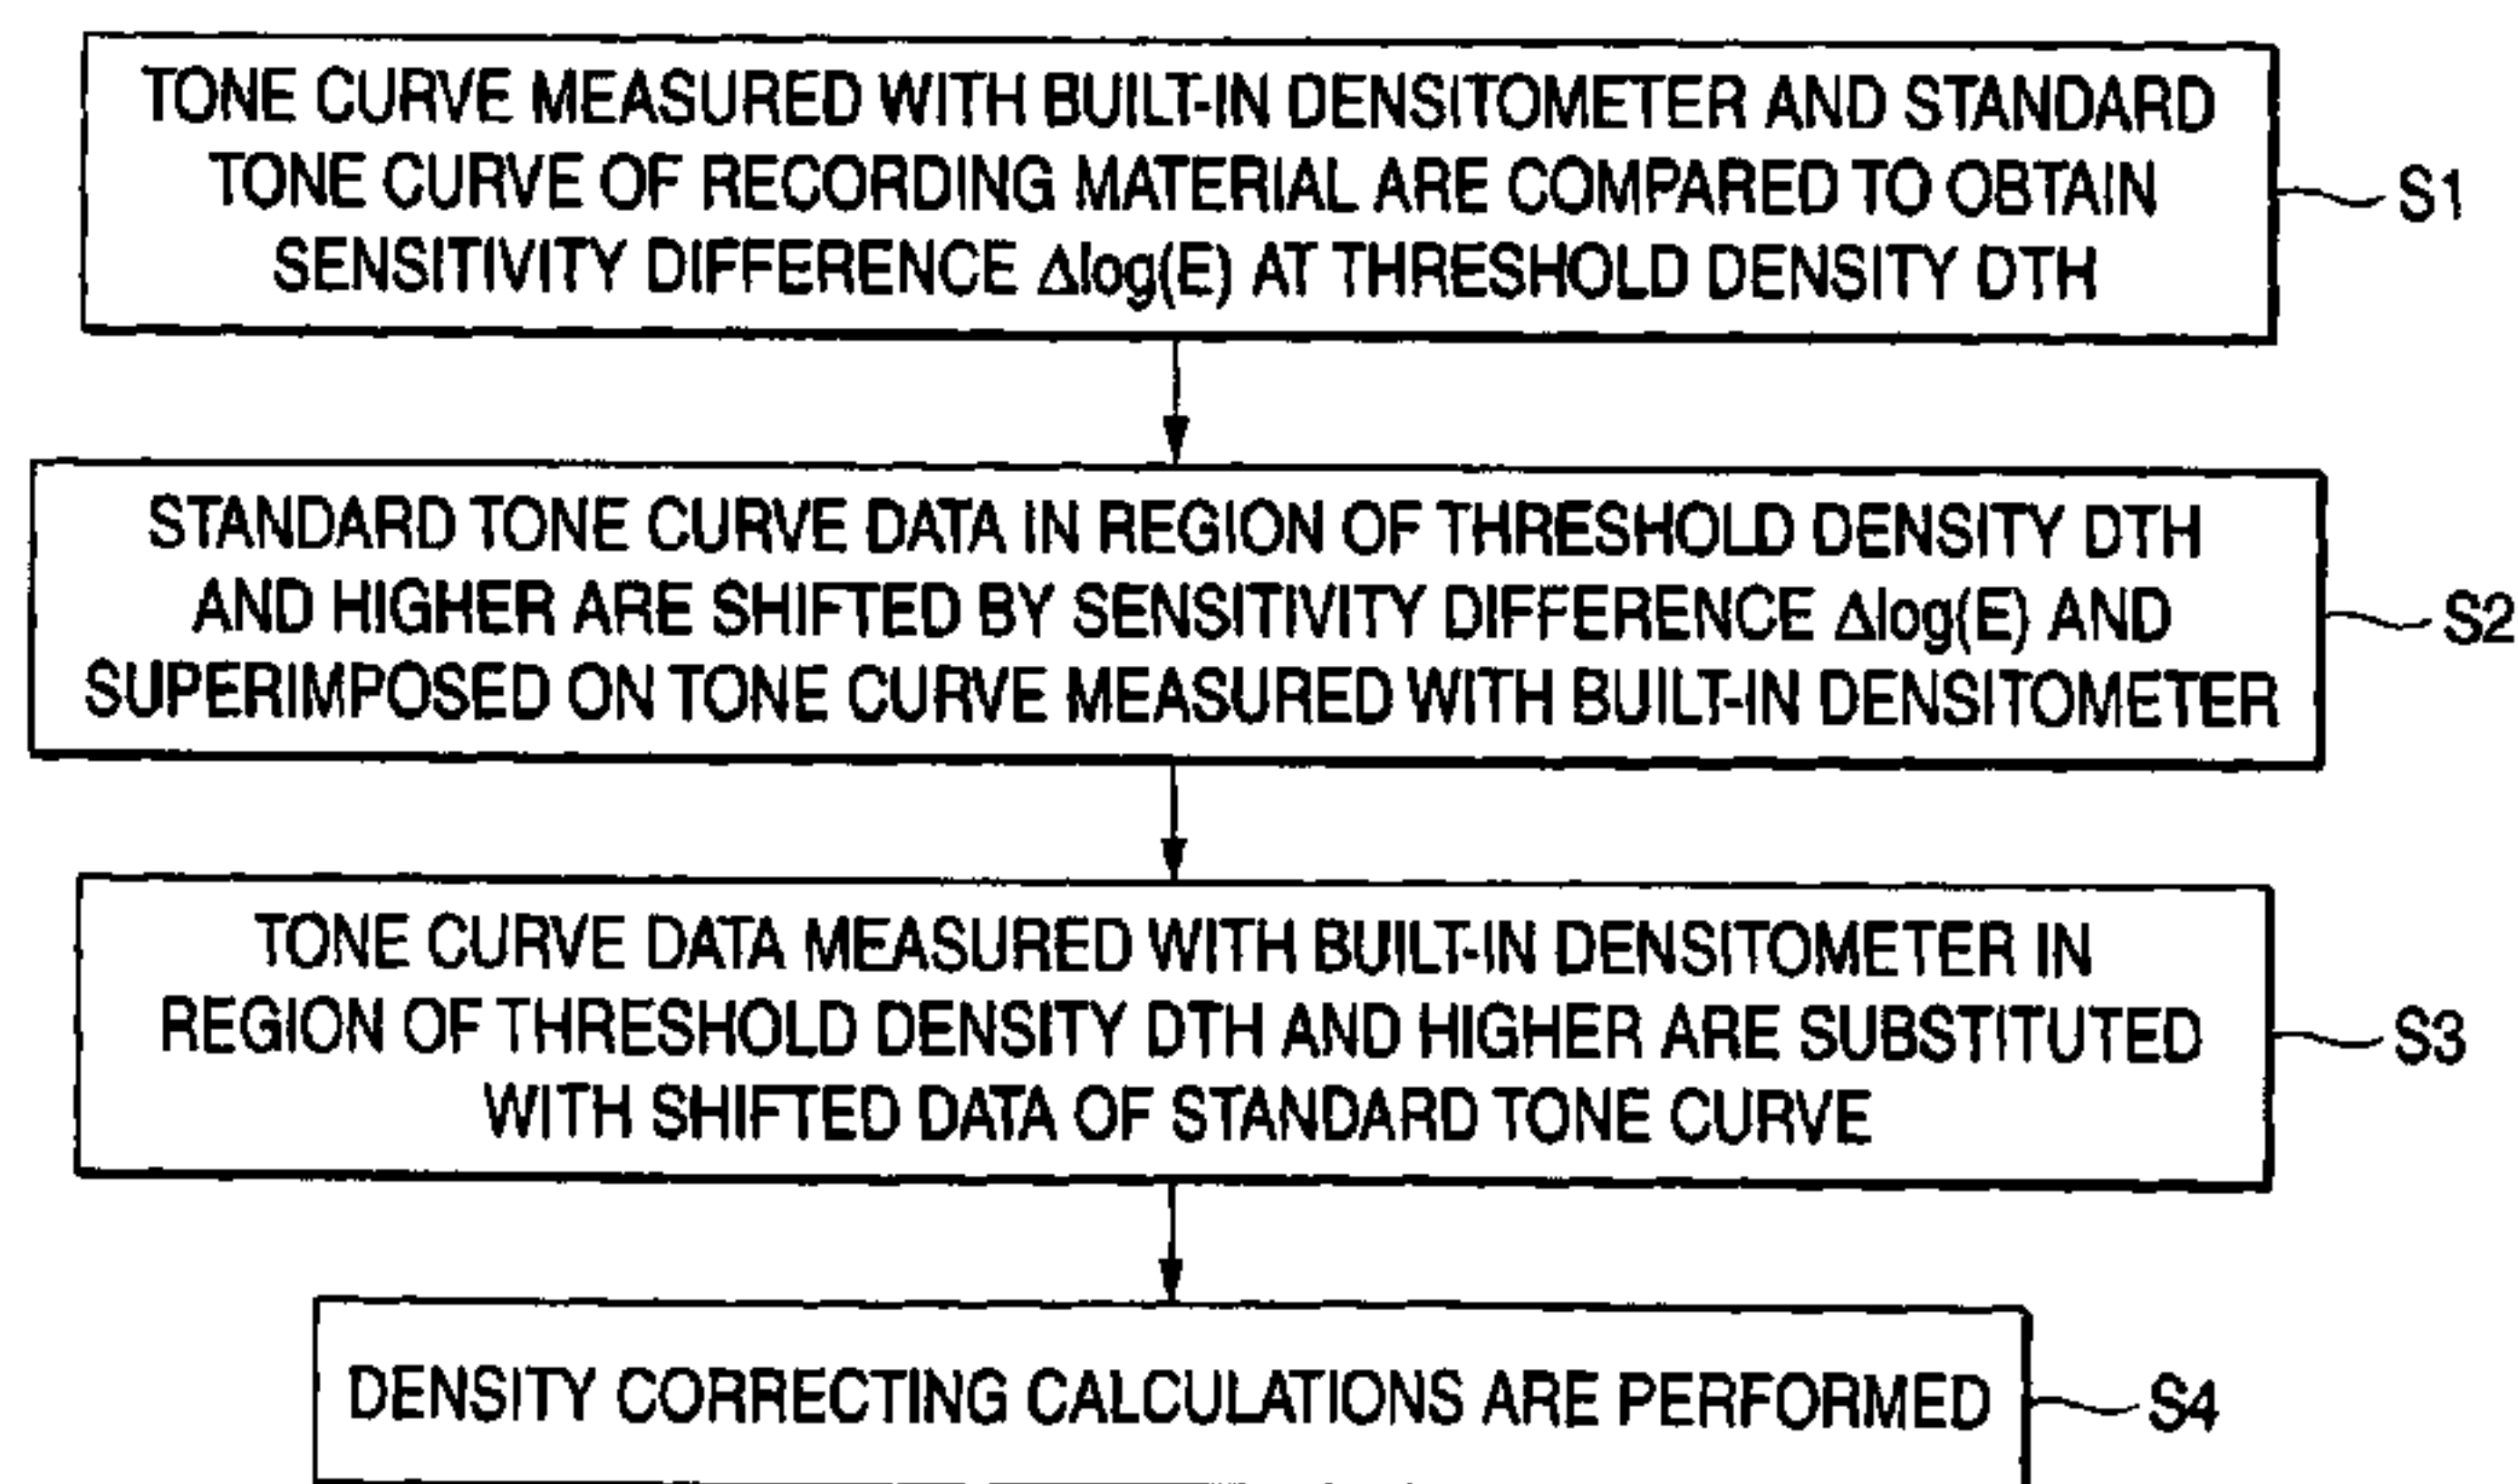 TONE CURVE MEASURED WITH BUILT-IN DENSITOMETER AND STANDARD
TONE CURVE OF RECORDING MATERIAL ARE COMPARED TO OBTAIN
SENSITIVITY DIFFERENCE Δlog(E) AT THRESHOLD DENSITY DTH
S1
STANDARD TONE CURVE DATA IN REGION OF THRESHOLD DENSITY DTH
AND HIGHER ARE SHIFTED BY SENSITIVITY DIFFERENCE Δlog(E) AND
SUPERIMPOSED ON TONE CURVE MEASURED WITH BUILT-IN DENSITOMETER
S2
TONE CURVE DATA MEASURED WITH BUILT-IN DENSITOMETER IN
REGION OF THRESHOLD DENSITY DTH AND HIGHER ARE SUBSTITUTED
WITH SHIFTED DATA OF STANDARD TONE CURVE
S3
DENSITY CORRECTING CALCULATIONS ARE PERFORMED
S4